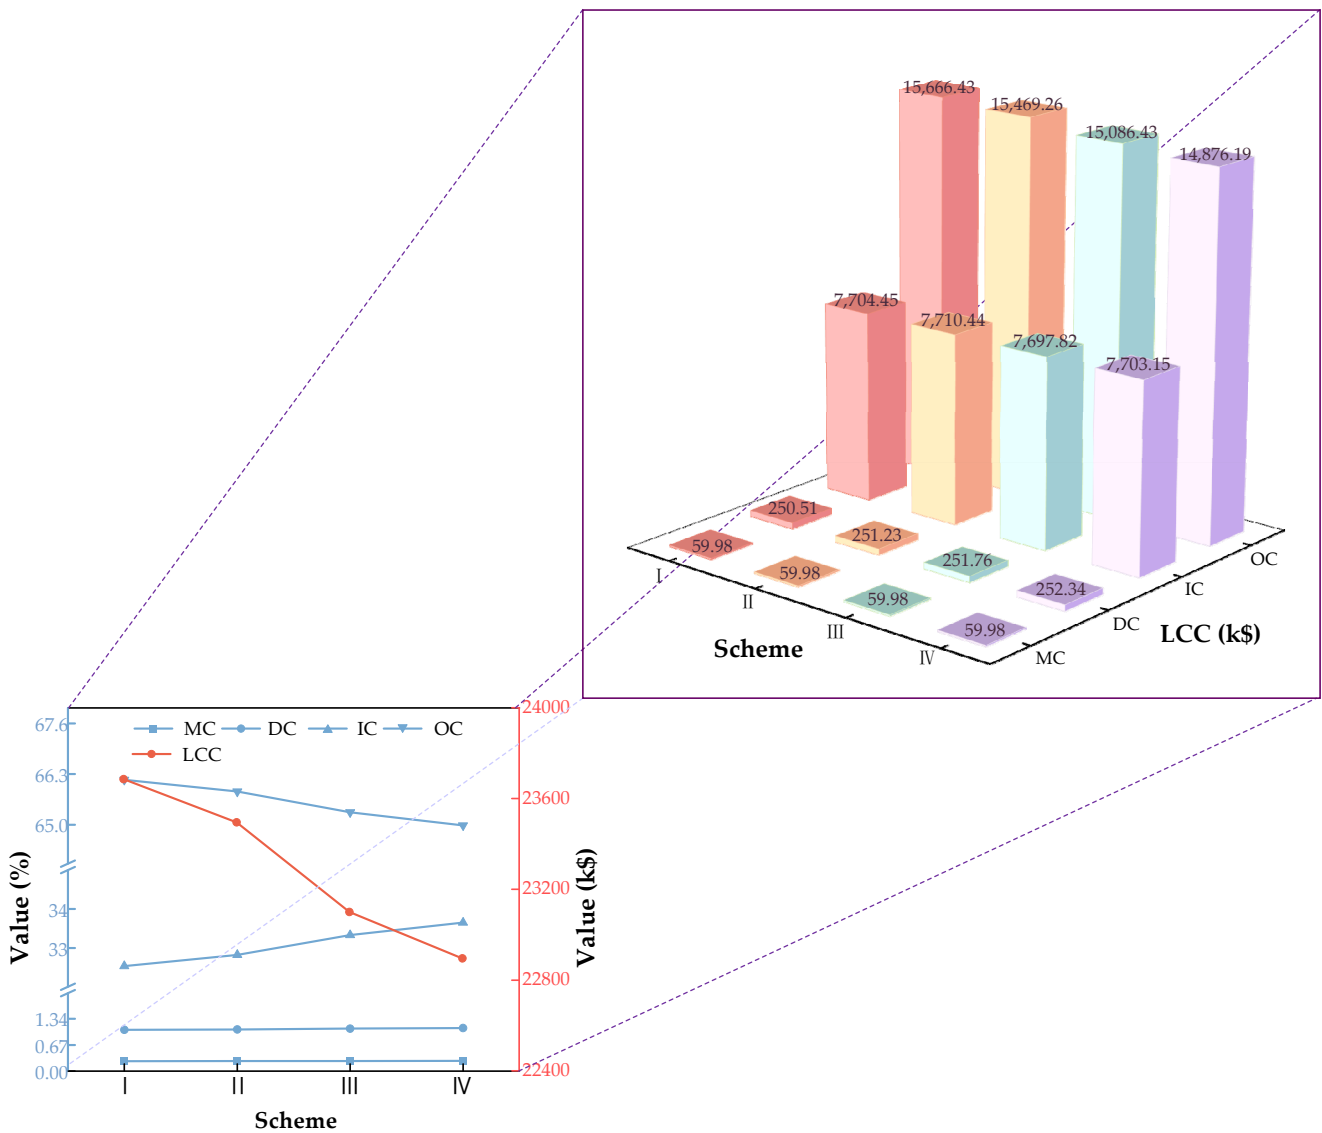 15,666.43
15,469.26
15,086.43
14,876.19
7,704.45
7,710.44
7,697.82
7,703.15
250.51
251.23
251.76
252.34
59.98
59.98
59.98
59.98
I
II
III
IV
MC
DC
IC
OC
Scheme
LCC (k$)
MC DC IC OC
LCC
67.6
66.3
65.0
34
33
1.34
0.67
0.00
Value (%)
24000
23600
23200
22800
22400
Value (k$)
I II III IV
Scheme